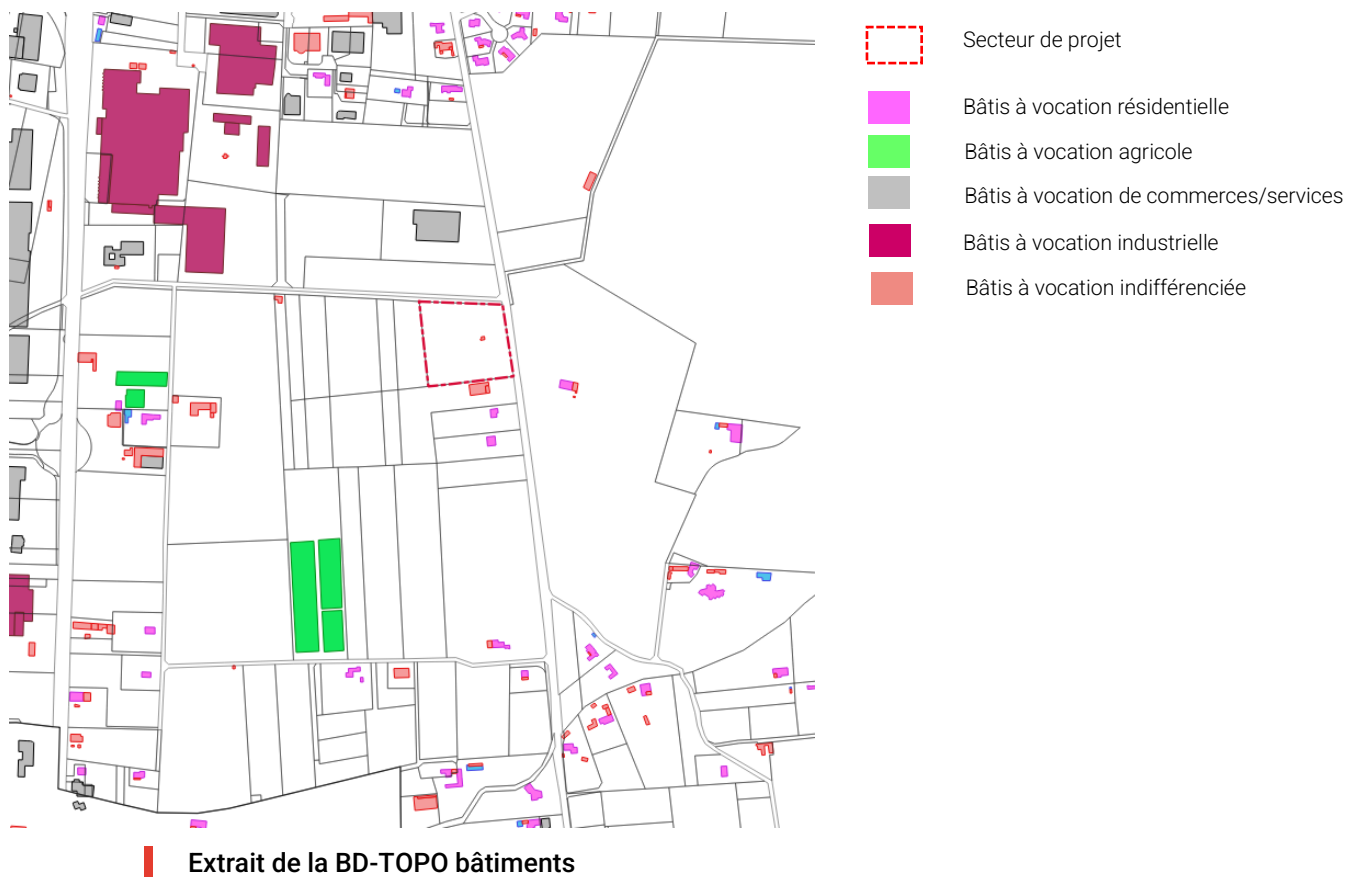 Secteur de projet
Bâtis à vocation résidentielle
Bâtis à vocation agricole
Bâtis à vocation de commerces/services
Bâtis à vocation industrielle
Bâtis à vocation indifférenciée
Extrait de la BD-TOPO bâtiments